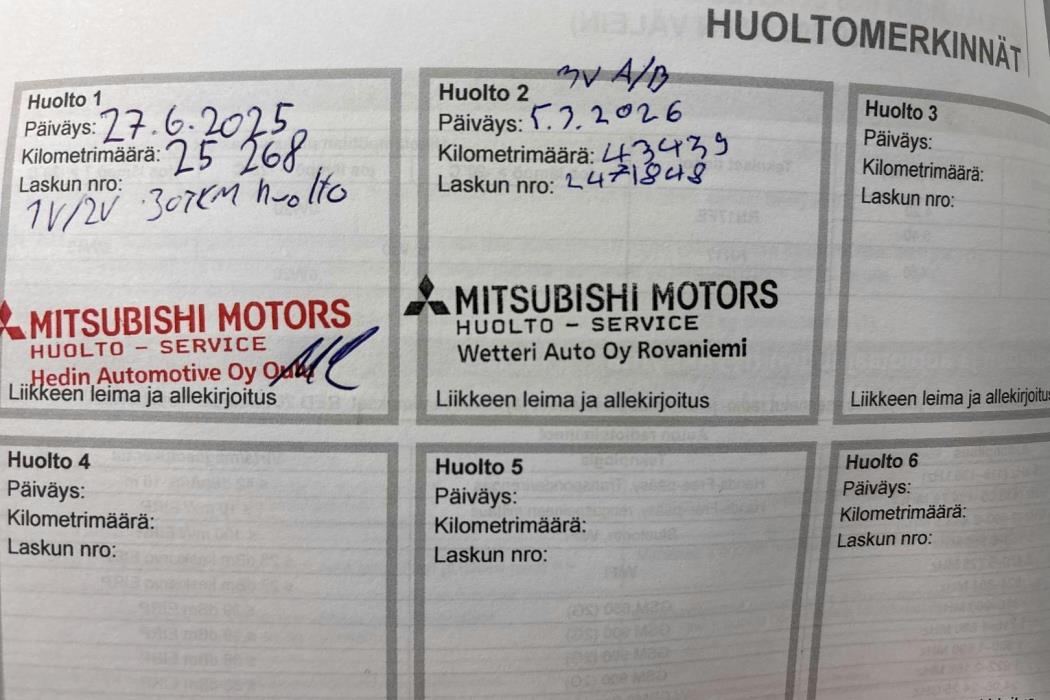 HUOLTOMERKINNÄT
Huolto 1
Päiväys: 27.6.2025
Kilometrimäärä: 25 268
Laskun nro:
1V/2V 30TKM huolto
MITSUBISHI MOTORS
HUOLTO - SERVICE
Hedin Automotive Oy Oulu
Liikkeen leima ja allekirjoitus
3V A/B
Huolto 2
Päiväys: 5.3.2026
Kilometrimäärä: 43439
Laskun nro: 2471848
MITSUBISHI MOTORS
HUOLTO - SERVICE
Wetteri Auto Oy Rovaniemi
Liikkeen leima ja allekirjoitus
Huolto 3
Päiväys:
Kilometrimäärä:
Laskun nro:
Liikkeen leima ja allekirjoitus
Huolto 4
Päiväys:
Kilometrimäärä:
Laskun nro:
Huolto 5
Päiväys:
Kilometrimäärä:
Laskun nro:
Huolto 6
Päiväys:
Kilometrimäärä:
Laskun nro: